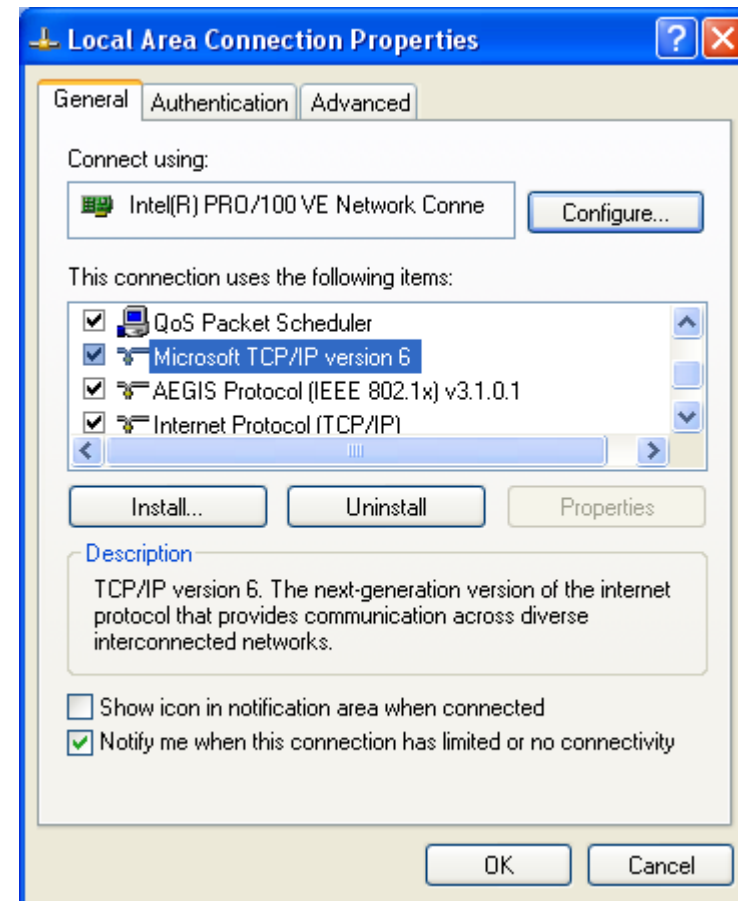 Local Area Connection Properties
General Authentication Advanced
Connect using:
Intel(R) PRO/100 VE Network Conne
Configure...
This connection uses the following items:
QoS Packet Scheduler
Microsoft TCP/IP version 6
AEGIS Protocol (IEEE 802.1x) v3.1.0.1
Internet Protocol (TCP/IP)
Install... Uninstall Properties
Description
TCP/IP version 6. The next-generation version of the internet
protocol that provides communication across diverse
interconnected networks.
Show icon in notification area when connected
Notify me when this connection has limited or no connectivity
OK Cancel